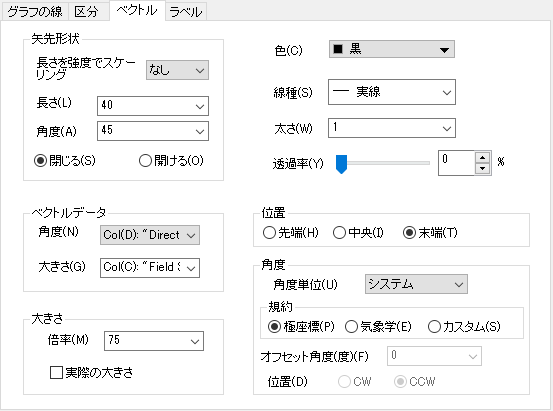 グラフの線 区分 ベクトル ラベル
矢先形状
長さを強度でスケーリング なし
長さ(L) 40
角度(A) 45
閉じる(S) 開ける(O)
色(C) 黒
線種(S) 実線
太さ(W) 1
透過率(Y) 0 %
ベクトルデータ
角度(N) Col(D): "Direct
大きさ(G) Col(C): "Field S
大きさ
倍率(M) 75
実際の大きさ
位置
先端(H) 中央(I) 末端(T)
角度
角度単位(U) システム
規約
極座標(P) 気象学(E) カスタム(S)
オフセット角度(度)(F) 0
位置(D) CW CCW